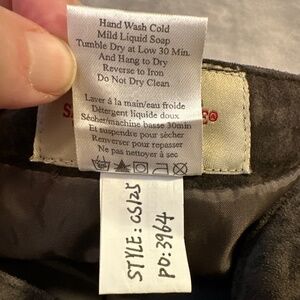 Hand Wash Cold
Mild Liquid Soap
Tumble Dry at Low 30 Min.
And Hang to Dry
Reverse to Iron
Do Not Dry Clean
Laver á la main/eau froide
Détergent liquide doux
Sécher/machine basse 30min
Et suspendre pour sécher
Renverser pour repasser
Ne pas nettoyer á sec
STYLE: OS125
PO: 3964